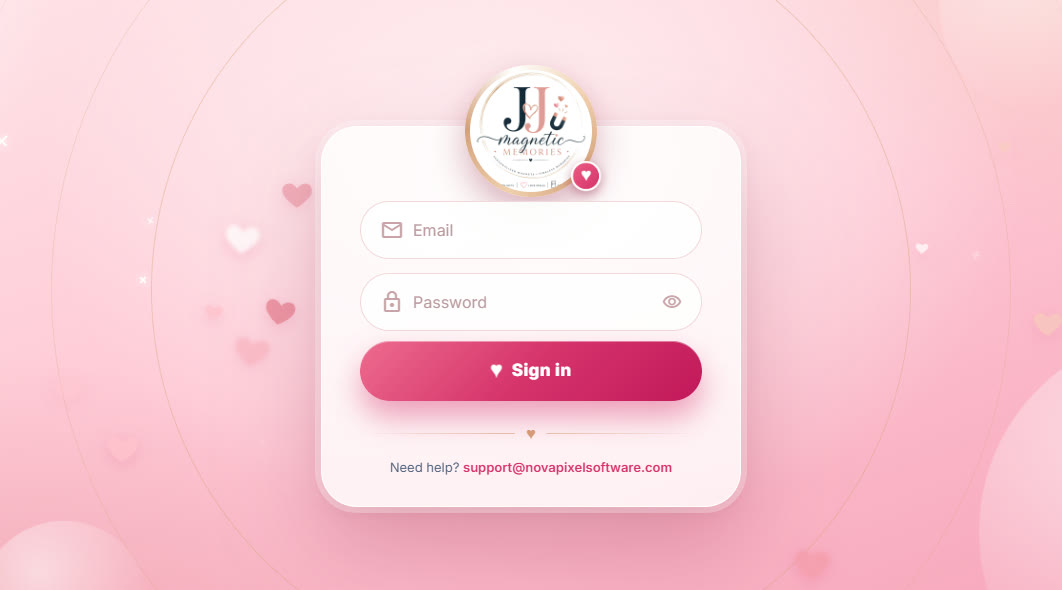 JJ
magnetic
MEMORIES
Email
Password
Sign in
Need help? support@novapixelsoftware.com